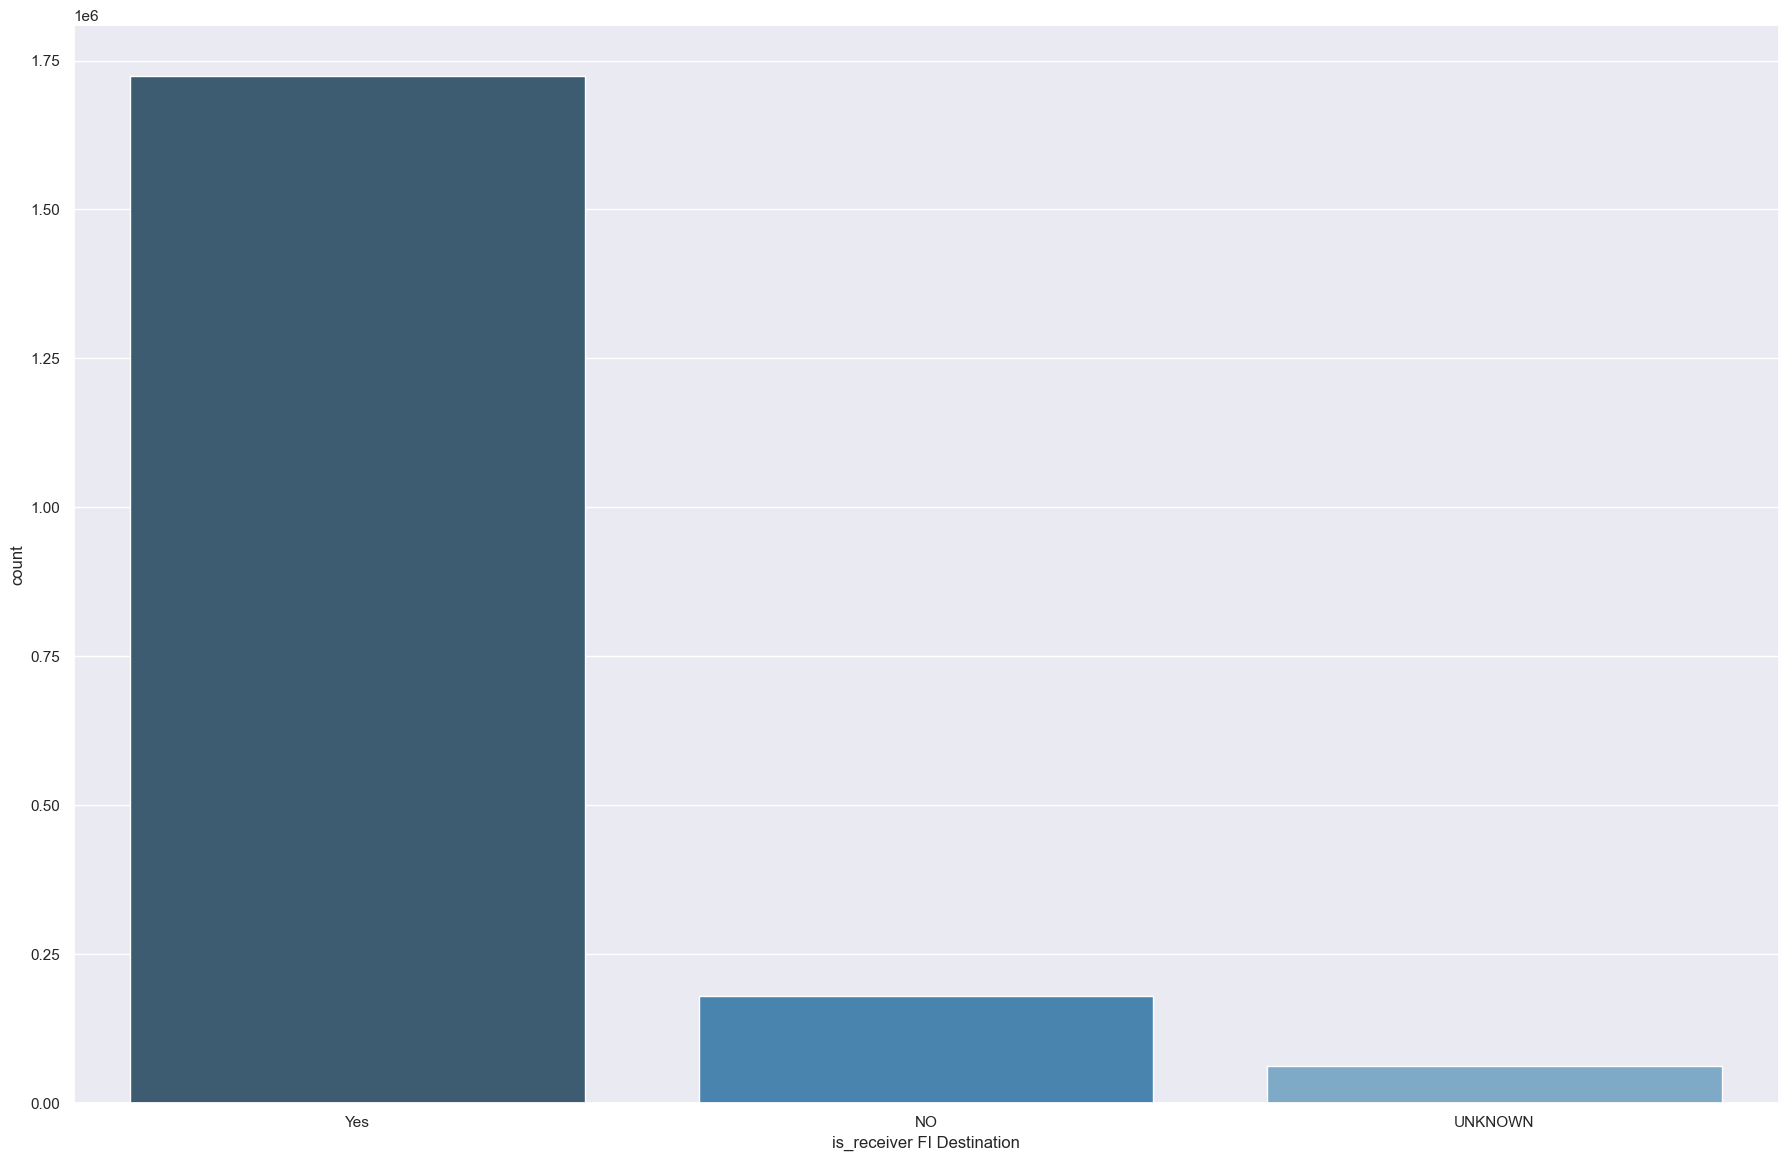 1e6
1.75
1.50
1.25
1.00
0.75
0.50
0.25
0.00
count
Yes NO UNKNOWN
is_receiver FI Destination